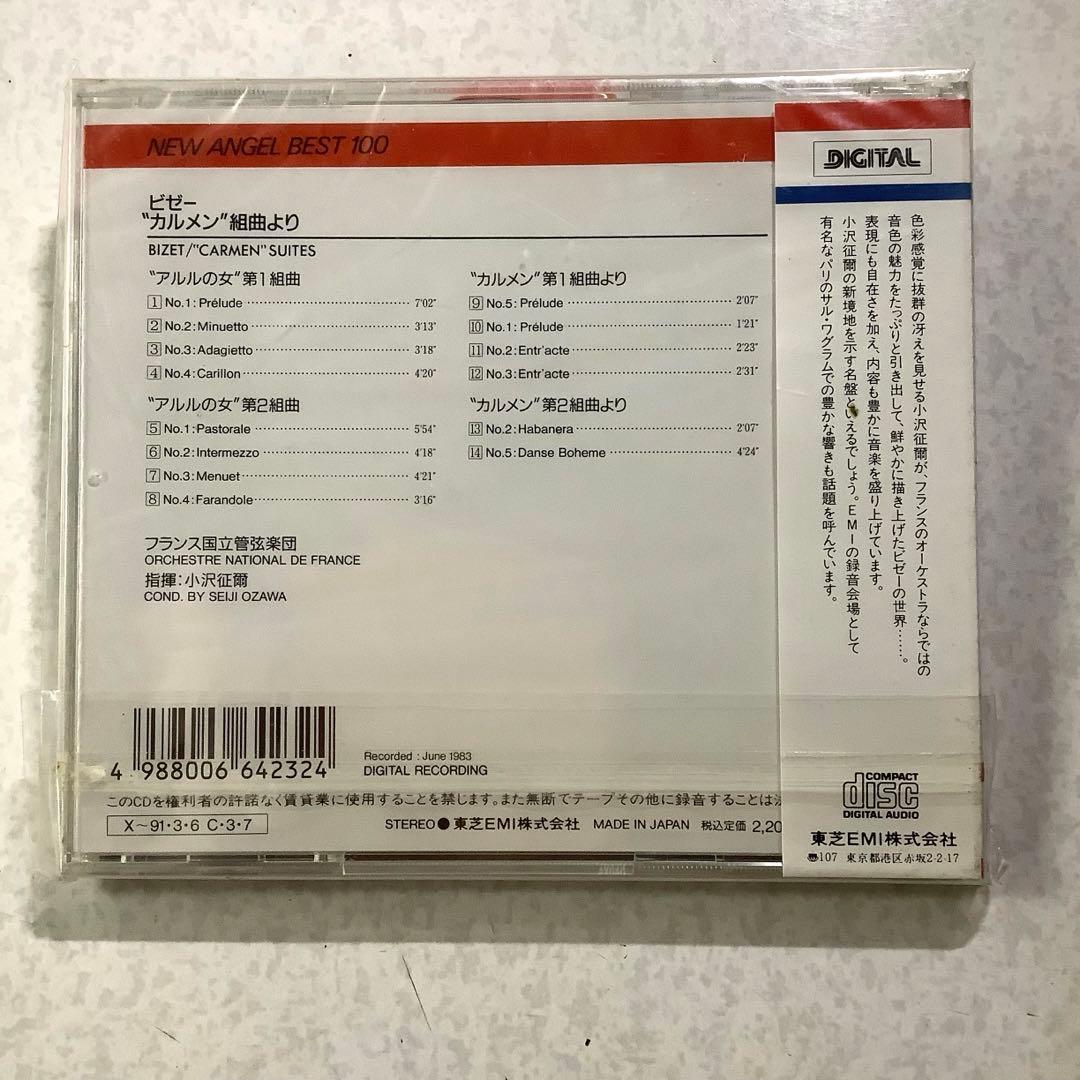 NEW ANGEL BEST 100
ビゼー
“カルメン”組曲より
BIZET/“CARMEN” SUITES
“アルルの女”第1組曲
1 No.1: Prélude 7'02"
2 No.2: Minuetto 3'13"
3 No.3: Adagietto 3'18"
4 No.4: Carillon 4'20"
“アルルの女”第2組曲
5 No.1: Pastorale 5'54"
6 No.2: Intermezzo 4'18"
7 No.3: Menuet 4'21"
8 No.4: Farandole 3'16"
“カルメン”第1組曲より
9 No.5: Prélude 2'07"
10 No.1: Prélude 1'21"
11 No.2: Entr'acte 2'23"
12 No.3: Entr'acte 2'31"
“カルメン”第2組曲より
13 No.2: Habanera 2'07"
14 No.5: Danse Boheme 4'24"
フランス国立管弦楽団
ORCHESTRE NATIONAL DE FRANCE
指揮：小沢征爾
COND. BY SEIJI OZAWA
4 988006 642324
Recorded : June 1983
DIGITAL RECORDING
このCDを権利者の許諾なく賃貸業に使用することを禁じます。また無断でテープその他に録音することは法
X〜91・3・6 C・3・7
STEREO● 東芝EMI株式会社 MADE IN JAPAN 税込定価 2,20
DIGITAL
色彩感覚に抜群の冴えを見せる小沢征爾が、フランスのオーケストラならではの
音色の魅力をたっぷりと引き出して、鮮やかに描き上げたビゼーの世界……。
表現にも自在さを加え、内容も豊かに音楽を盛り上げています。
小沢征爾の新境地を示す名盤といえるでしょう。EMIの録音会場として
有名なパリのサル・ワグラムでの豊かな響きも話題を呼んでいます。
COMPACT
disc
DIGITAL AUDIO
東芝EMI株式会社
〠107 東京都港区赤坂2-2-17